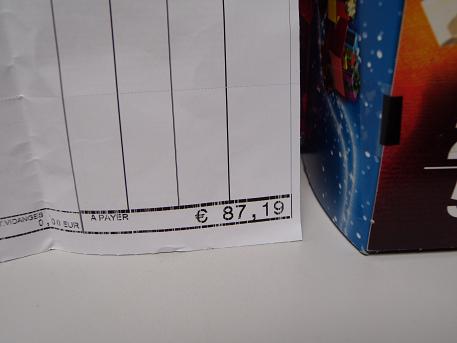 VIDANGES
0,00 EUR
A PAYER
€ 87,19